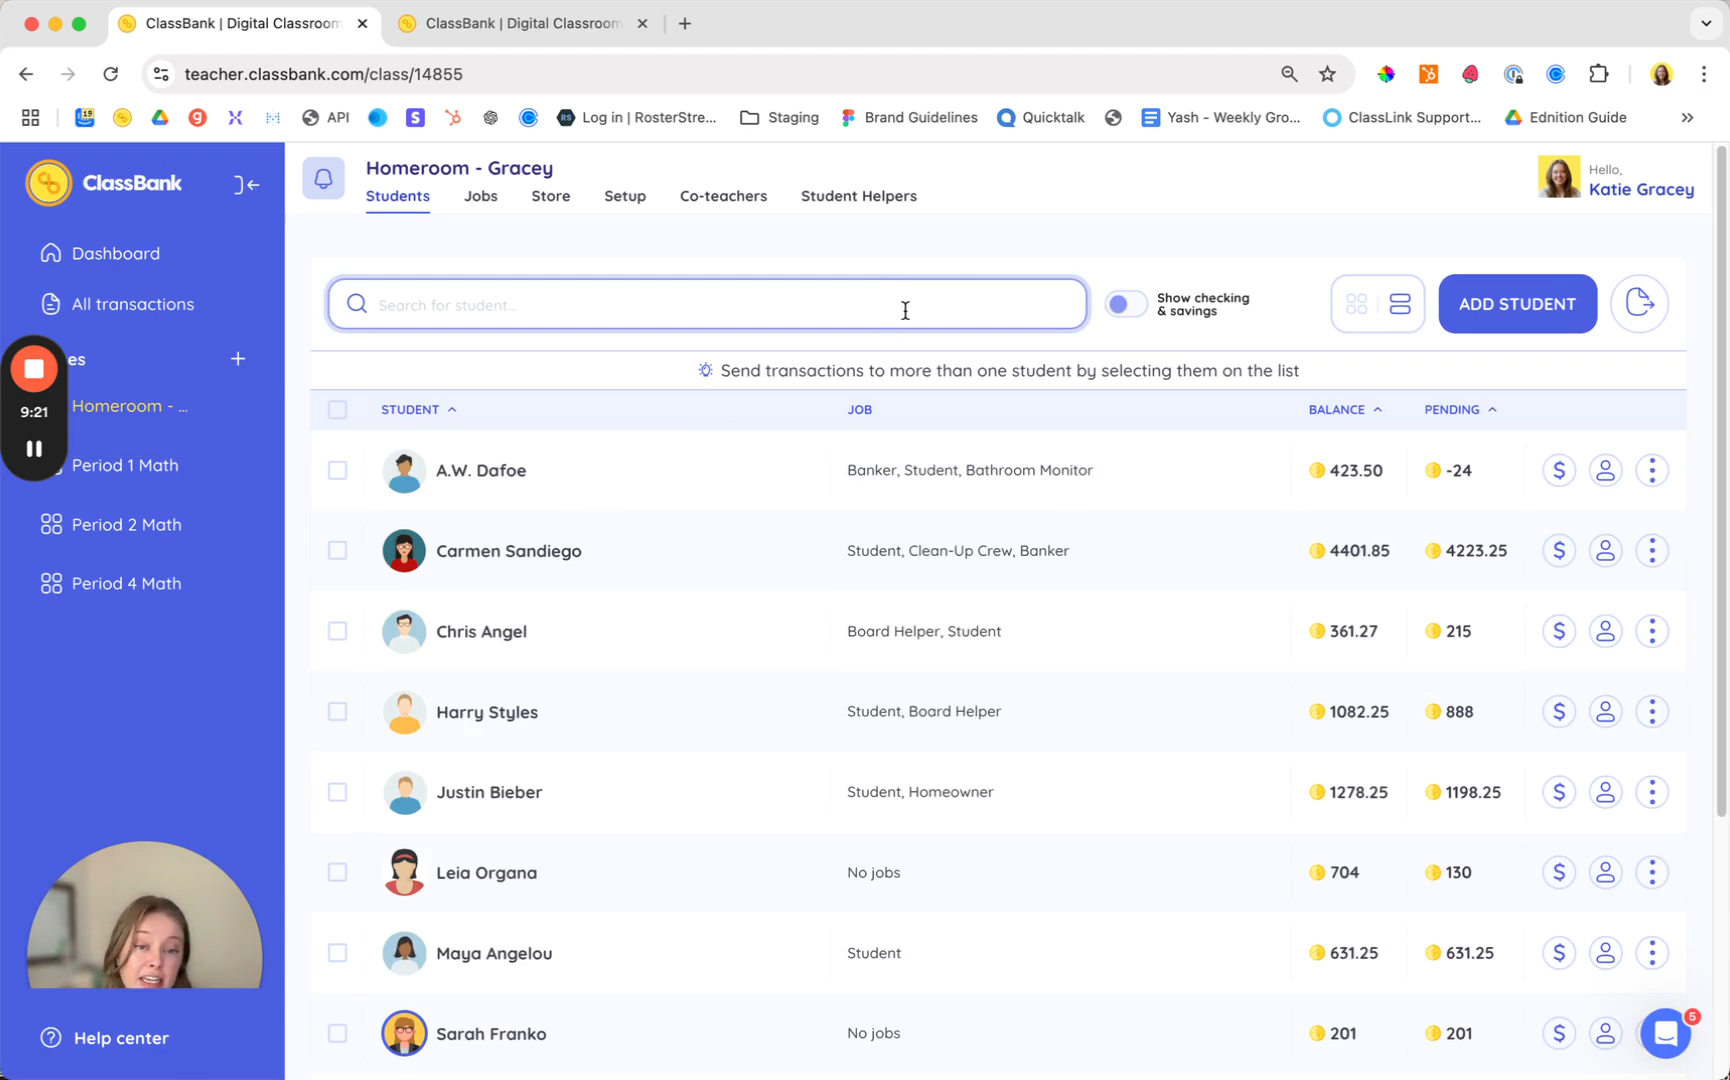 ClassBank | Digital Classroom
ClassBank | Digital Classroom
teacher.classbank.com/class/14855
19
API
Log in | RosterStre...
Staging
Brand Guidelines
Quicktalk
Yash - Weekly Gro...
ClassLink Support...
Ednition Guide
ClassBank
Homeroom - Gracey
Students
Jobs
Store
Setup
Co-teachers
Student Helpers
Hello,
Katie Gracey
Dashboard
All transactions
es
9:21
Homeroom - ...
Period 1 Math
Period 2 Math
Period 4 Math
Help center
Search for student...
Show checking
& savings
ADD STUDENT
Send transactions to more than one student by selecting them on the list
STUDENT JOB BALANCE PENDING
A.W. Dafoe Banker, Student, Bathroom Monitor 423.50 -24
Carmen Sandiego Student, Clean-Up Crew, Banker 4401.85 4223.25
Chris Angel Board Helper, Student 361.27 215
Harry Styles Student, Board Helper 1082.25 888
Justin Bieber Student, Homeowner 1278.25 1198.25
Leia Organa No jobs 704 130
Maya Angelou Student 631.25 631.25
Sarah Franko No jobs 201 201
5